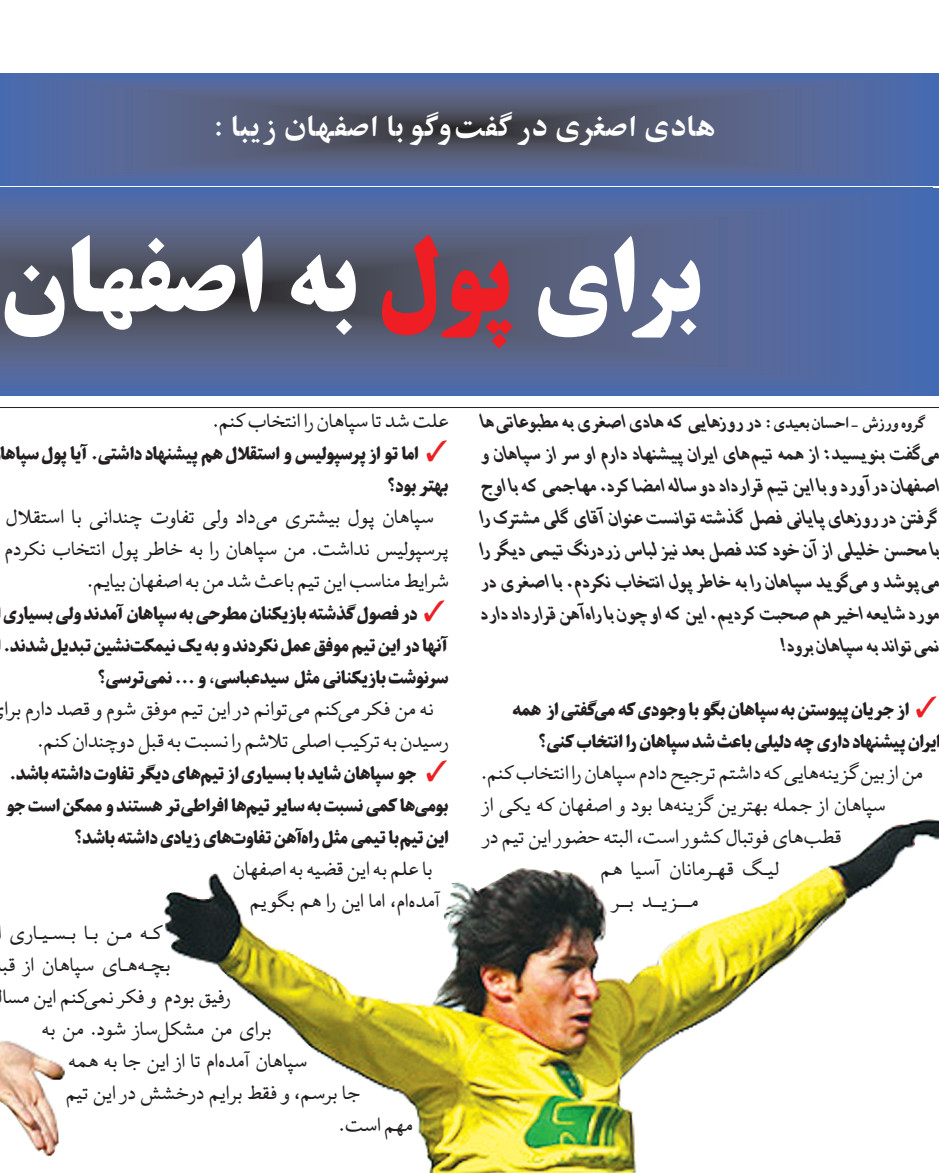 هادی اصغری در گفت‌وگو با اصفهان زیبا :
برای پول به اصفهان
گروه ورزش - احسان بعیدی : در روزهایی که هادی اصغری به مطبوعاتی ها
می‌گفت بنویسید: از همه تیم‌های ایران پیشنهاد دارم او سر از سپاهان و
اصفهان در آورد و با این تیم قرارداد دو ساله امضا کرد. مهاجمی که با اوج
گرفتن در روزهای پایانی فصل گذشته توانست عنوان آقای گلی مشترک را
با محسن خلیلی از آن خود کند فصل بعد نیز لباس زردرنگ تیمی دیگر را
می پوشد و می‌گوید سپاهان را به خاطر پول انتخاب نکردم. با اصغری در
مورد شایعه اخیر هم صحبت کردیم. این که او چون با راه‌آهن قرارداد دارد
نمی تواند به سپاهان برود!
✓ از جریان پیوستن به سپاهان بگو با وجودی که می‌گفتی از همه
ایران پیشنهاد داری چه دلیلی باعث شد سپاهان را انتخاب کنی؟
من از بین گزینه‌هایی که داشتم ترجیح دادم سپاهان را انتخاب کنم.
سپاهان از جمله بهترین گزینه‌ها بود و اصفهان که یکی از
قطب‌های فوتبال کشور است، البته حضور این تیم در
لیگ قهرمانان آسیا هم
مزید بر
علت شد تا سپاهان را انتخاب کنم.
✓ اما تو از پرسپولیس و استقلال هم پیشنهاد داشتی. آیا پول سپاهان
بهتر بود؟
سپاهان پول بیشتری می‌داد ولی تفاوت چندانی با استقلال
پرسپولیس نداشت. من سپاهان را به خاطر پول انتخاب نکردم
شرایط مناسب این تیم باعث شد من به اصفهان بیایم.
✓ در فصول گذشته بازیکنان مطرحی به سپاهان آمدند ولی بسیاری
آنها در این تیم موفق عمل نکردند و به یک نیمکت‌نشین تبدیل شدند.
سرنوشت بازیکنانی مثل سیدعباسی، و ... نمی‌ترسی؟
نه من فکر می‌کنم می‌توانم در این تیم موفق شوم و قصد دارم برای
رسیدن به ترکیب اصلی تلاشم را نسبت به قبل دوچندان کنم.
✓ جو سپاهان شاید با بسیاری از تیم‌های دیگر تفاوت داشته باشد.
بومی‌ها کمی نسبت به سایر تیم‌ها افراطی‌تر هستند و ممکن است جو
این تیم با تیمی مثل راه‌آهن تفاوت‌های زیادی داشته باشد؟
با علم به این قضیه به اصفهان
آمده‌ام، اما این را هم بگویم
که من با بسیاری
بچه‌های سپاهان از
رفیق بودم و فکر نمی‌کنم این
برای من مشکل‌ساز شود. من به
سپاهان آمده‌ام تا از این جا به همه
جا برسم، و فقط برایم درخشش در این تیم
مهم است.